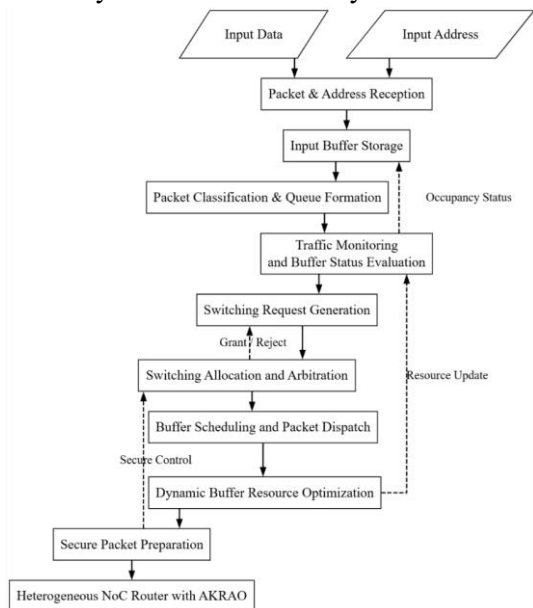 Input Data
Input Address
Packet & Address Reception
Input Buffer Storage
Packet Classification & Queue Formation
Occupancy Status
Traffic Monitoring
and Buffer Status Evaluation
Switching Request Generation
Grant / Reject
Switching Allocation and Arbitration
Resource Update
Buffer Scheduling and Packet Dispatch
Secure Control
Dynamic Buffer Resource Optimization
Secure Packet Preparation
Heterogeneous NoC Router with AKRAO